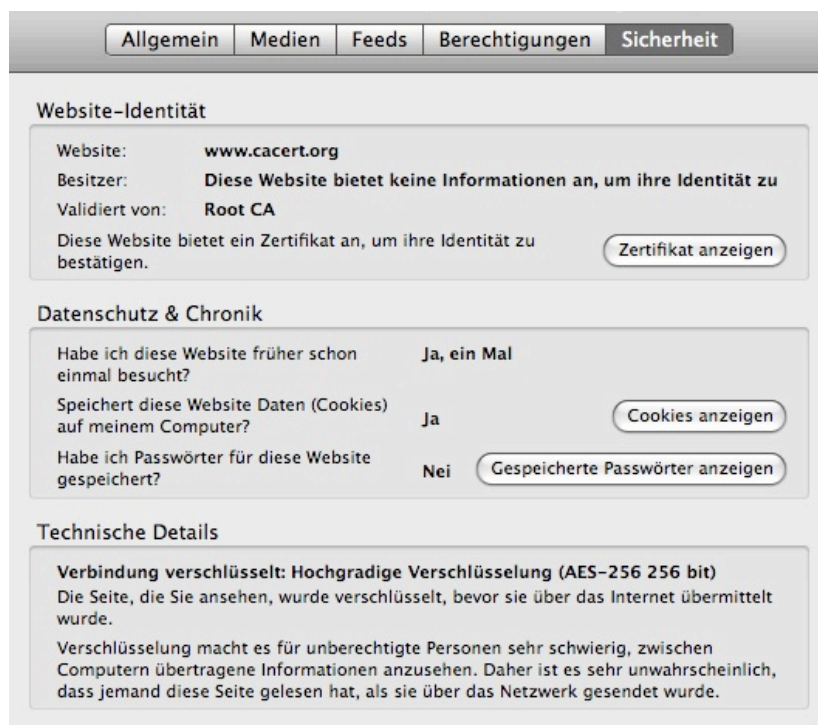 Allgemein Medien Feeds Berechtigungen Sicherheit
Website-Identität
Website: www.cacert.org
Besitzer: Diese Website bietet keine Informationen an, um ihre Identität zu
Validiert von: Root CA
Diese Website bietet ein Zertifikat an, um ihre Identität zu
bestätigen.
Zertifikat anzeigen
Datenschutz & Chronik
Habe ich diese Website früher schon
einmal besucht?
Ja, ein Mal
Speichert diese Website Daten (Cookies)
auf meinem Computer?
Ja
Cookies anzeigen
Habe ich Passwörter für diese Website
gespeichert?
Nei
Gespeicherte Passwörter anzeigen
Technische Details
Verbindung verschlüsselt: Hochgradige Verschlüsselung (AES-256 256 bit)
Die Seite, die Sie ansehen, wurde verschlüsselt, bevor sie über das Internet übermittelt
wurde.
Verschlüsselung macht es für unberechtigte Personen sehr schwierig, zwischen
Computern übertragene Informationen anzusehen. Daher ist es sehr unwahrscheinlich,
dass jemand diese Seite gelesen hat, als sie über das Netzwerk gesendet wurde.